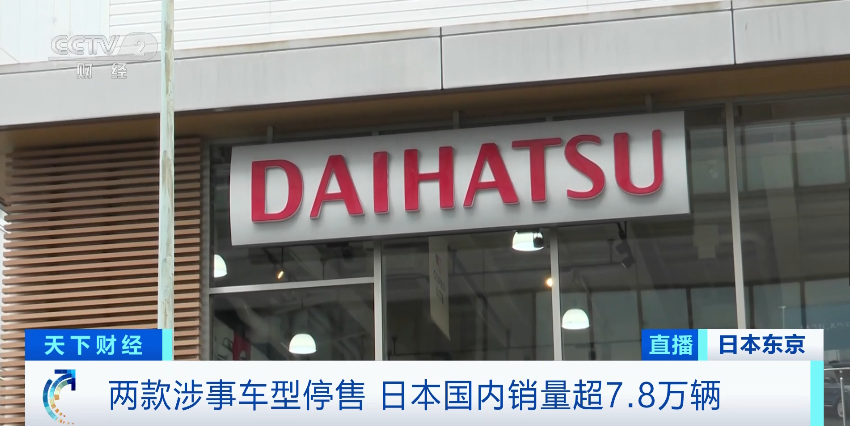 CCTV 2
财经
DAIHATSU
天下财经
直播 日本东京
两款涉事车型停售 日本国内销量超7.8万辆